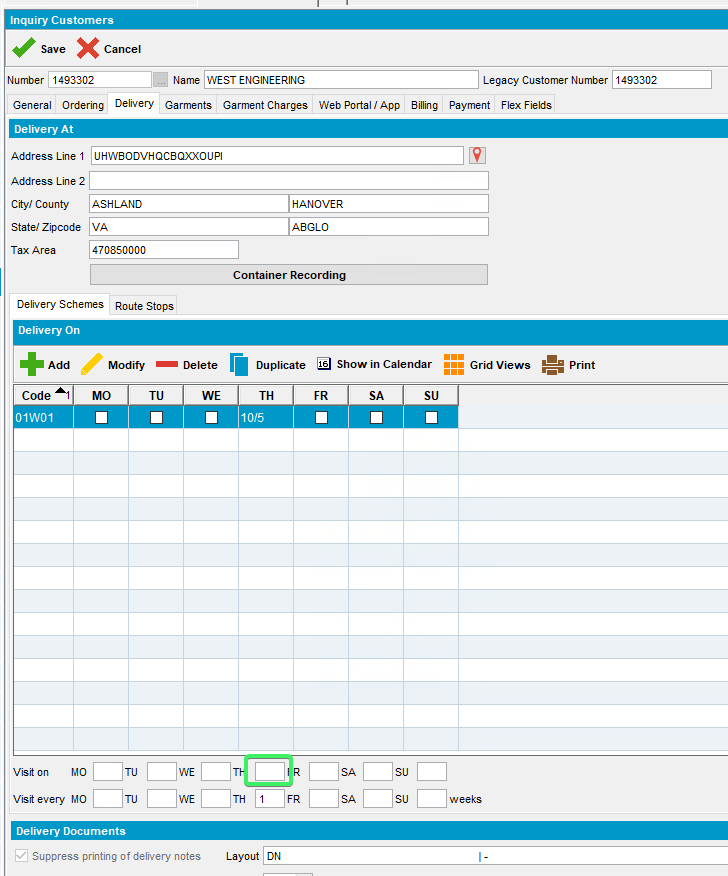 Inquiry Customers
Save Cancel
Number 1493302 ... Name WEST ENGINEERING Legacy Customer Number 1493302
General Ordering Delivery Garments Garment Charges Web Portal / App Billing Payment Flex Fields
Delivery At
Address Line 1 UHWBODVHQCBQXXOUPI
Address Line 2
City/ County ASHLAND HANOVER
State/ Zipcode VA ABGLO
Tax Area 470850000
Container Recording
Delivery Schemes Route Stops
Delivery On
Add Modify Delete Duplicate 16 Show in Calendar Grid Views Print
Code 1 MO TU WE TH FR SA SU
01W01 10/5
Visit on MO TU WE TH FR SA SU
Visit every MO TU WE TH 1 FR SA SU weeks
Delivery Documents
Suppress printing of delivery notes Layout DN | -